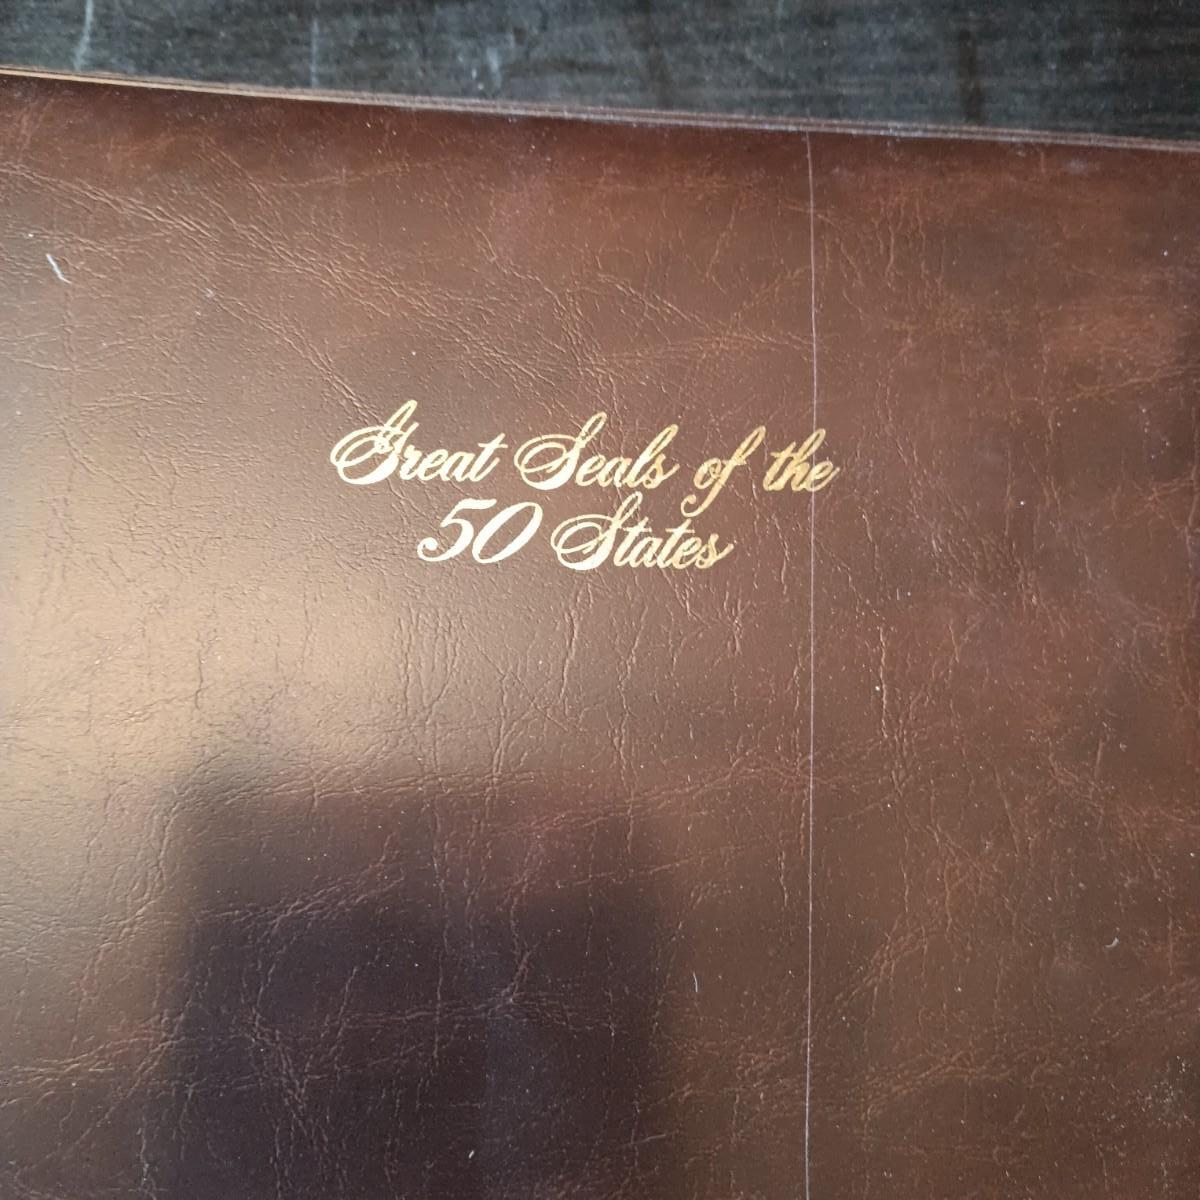 Great Seals of the
50 States